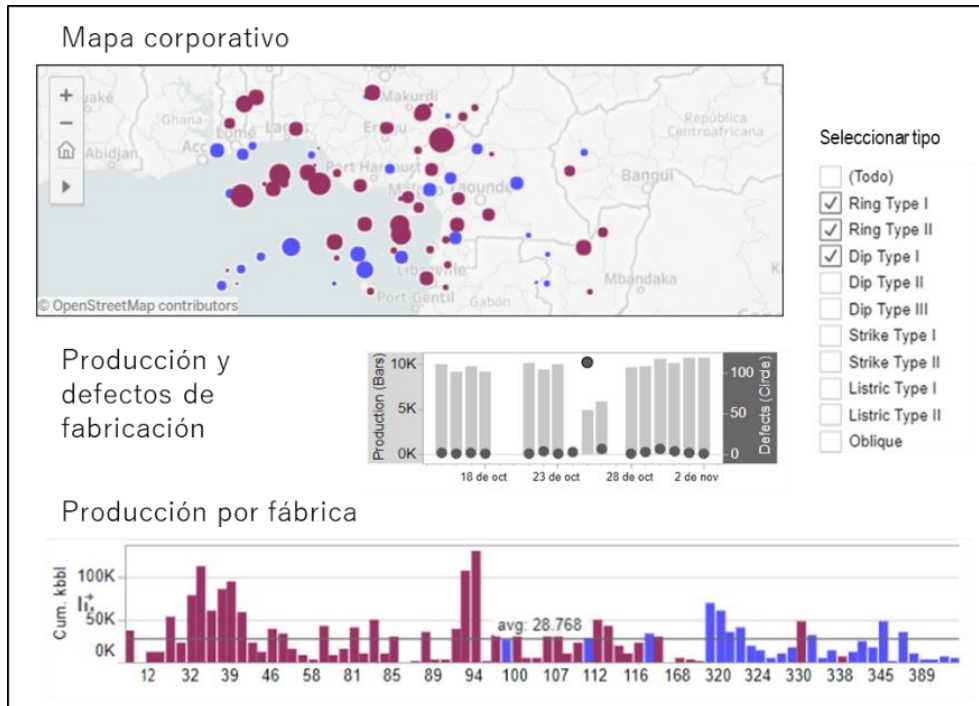 Mapa corporativo
Makurdi
República
Centroafricana
Ghana
Lomé
Lagos
Abidjan
Port Harcourt
Bangui
Yaoundé
Libreville
Mbandaka
Port-Gentil
Gabón
© OpenStreetMap contributors
Seleccionar tipo
(Todo)
Ring Type I
Ring Type II
Dip Type I
Dip Type II
Dip Type III
Strike Type I
Strike Type II
Listric Type I
Listric Type II
Oblique
Producción y
defectos de
fabricación
Production (Bars)
10K
5K
0K
100
50
0
Defects (Circle)
18 de oct
23 de oct
28 de oct
2 de nov
Producción por fábrica
Cum. kbbl
100K
50K
0K
avg: 28.768
12
32
39
46
58
81
85
89
94
100
107
112
116
168
320
324
330
338
345
389